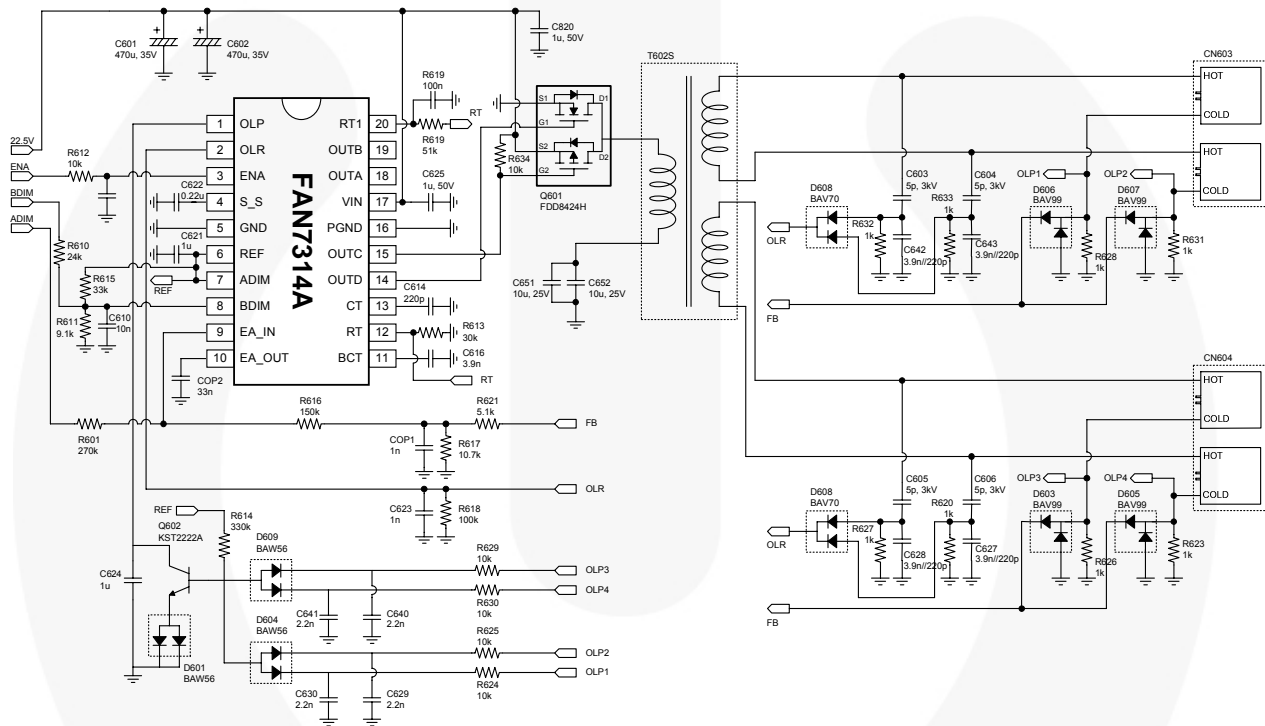 C601
470u, 35V
C602
470u, 35V
C820
1u, 50V
T602S
CN603
HOT
COLD
HOT
COLD
22.5V
ENA
BDIM
ADIM
R612
10k
C622
0.22u
C621
1u
R610
24k
R615
33k
REF
R611
9.1k
C610
10n
FAN7314A
1 OLP
2 OLR
3 ENA
4 S_S
5 GND
6 REF
7 ADIM
8 BDIM
9 EA_IN
10 EA_OUT
RT1 20
OUTB 19
OUTA 18
VIN 17
PGND 16
OUTC 15
OUTD 14
CT 13
RT 12
BCT 11
R619
100n
RT
R619
51k
C625
1u, 50V
R634
10k
S1
D1
G1
S2
D2
G2
Q601
FDD8424H
C614
220p
R613
30k
C616
3.9n
RT
C651
10u, 25V
C652
10u, 25V
C603
5p, 3kV
C604
5p, 3kV
D608
BAV70
OLR
R632
1k
R633
1k
C642
3.9n//220p
C643
3.9n//220p
OLP1
D606
BAV99
OLP2
D607
BAV99
R628
1k
R631
1k
FB
COP2
33n
R601
270k
R616
150k
R621
5.1k
FB
COP1
1n
R617
10.7k
OLR
C623
1n
R618
100k
CN604
HOT
COLD
HOT
COLD
C605
5p, 3kV
C606
5p, 3kV
D608
BAV70
OLR
R627
1k
R620
1k
C628
3.9n//220p
C627
3.9n//220p
OLP3
D603
BAV99
OLP4
D605
BAV99
R626
1k
R623
1k
FB
REF
R614
330k
Q602
KST2222A
C624
1u
D601
BAW56
D609
BAW56
R629
10k
OLP3
R630
10k
OLP4
C641
2.2n
C640
2.2n
D604
BAW56
R625
10k
OLP2
R624
10k
OLP1
C630
2.2n
C629
2.2n